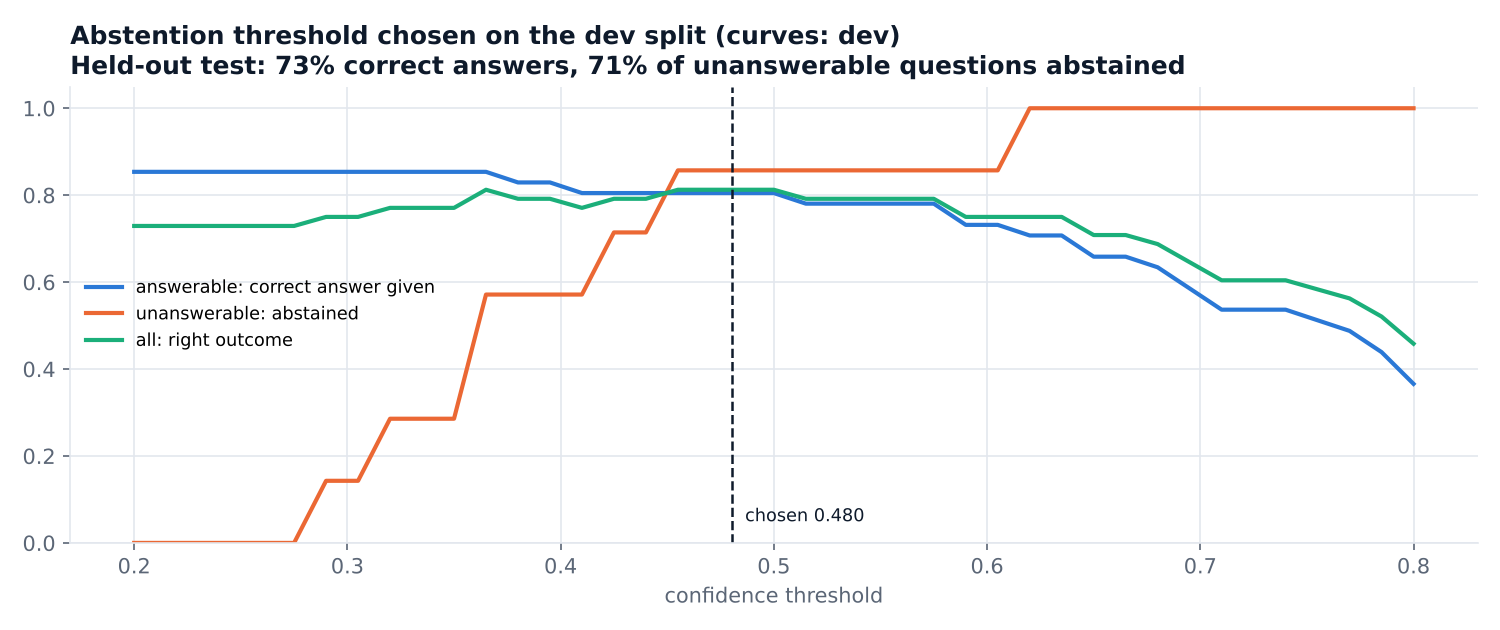 Abstention threshold chosen on the dev split (curves: dev)
Held-out test: 73% correct answers, 71% of unanswerable questions abstained
1.0
0.8
0.6
0.4
0.2
0.0
answerable: correct answer given
unanswerable: abstained
all: right outcome
chosen 0.480
0.2 0.3 0.4 0.5 0.6 0.7 0.8
confidence threshold